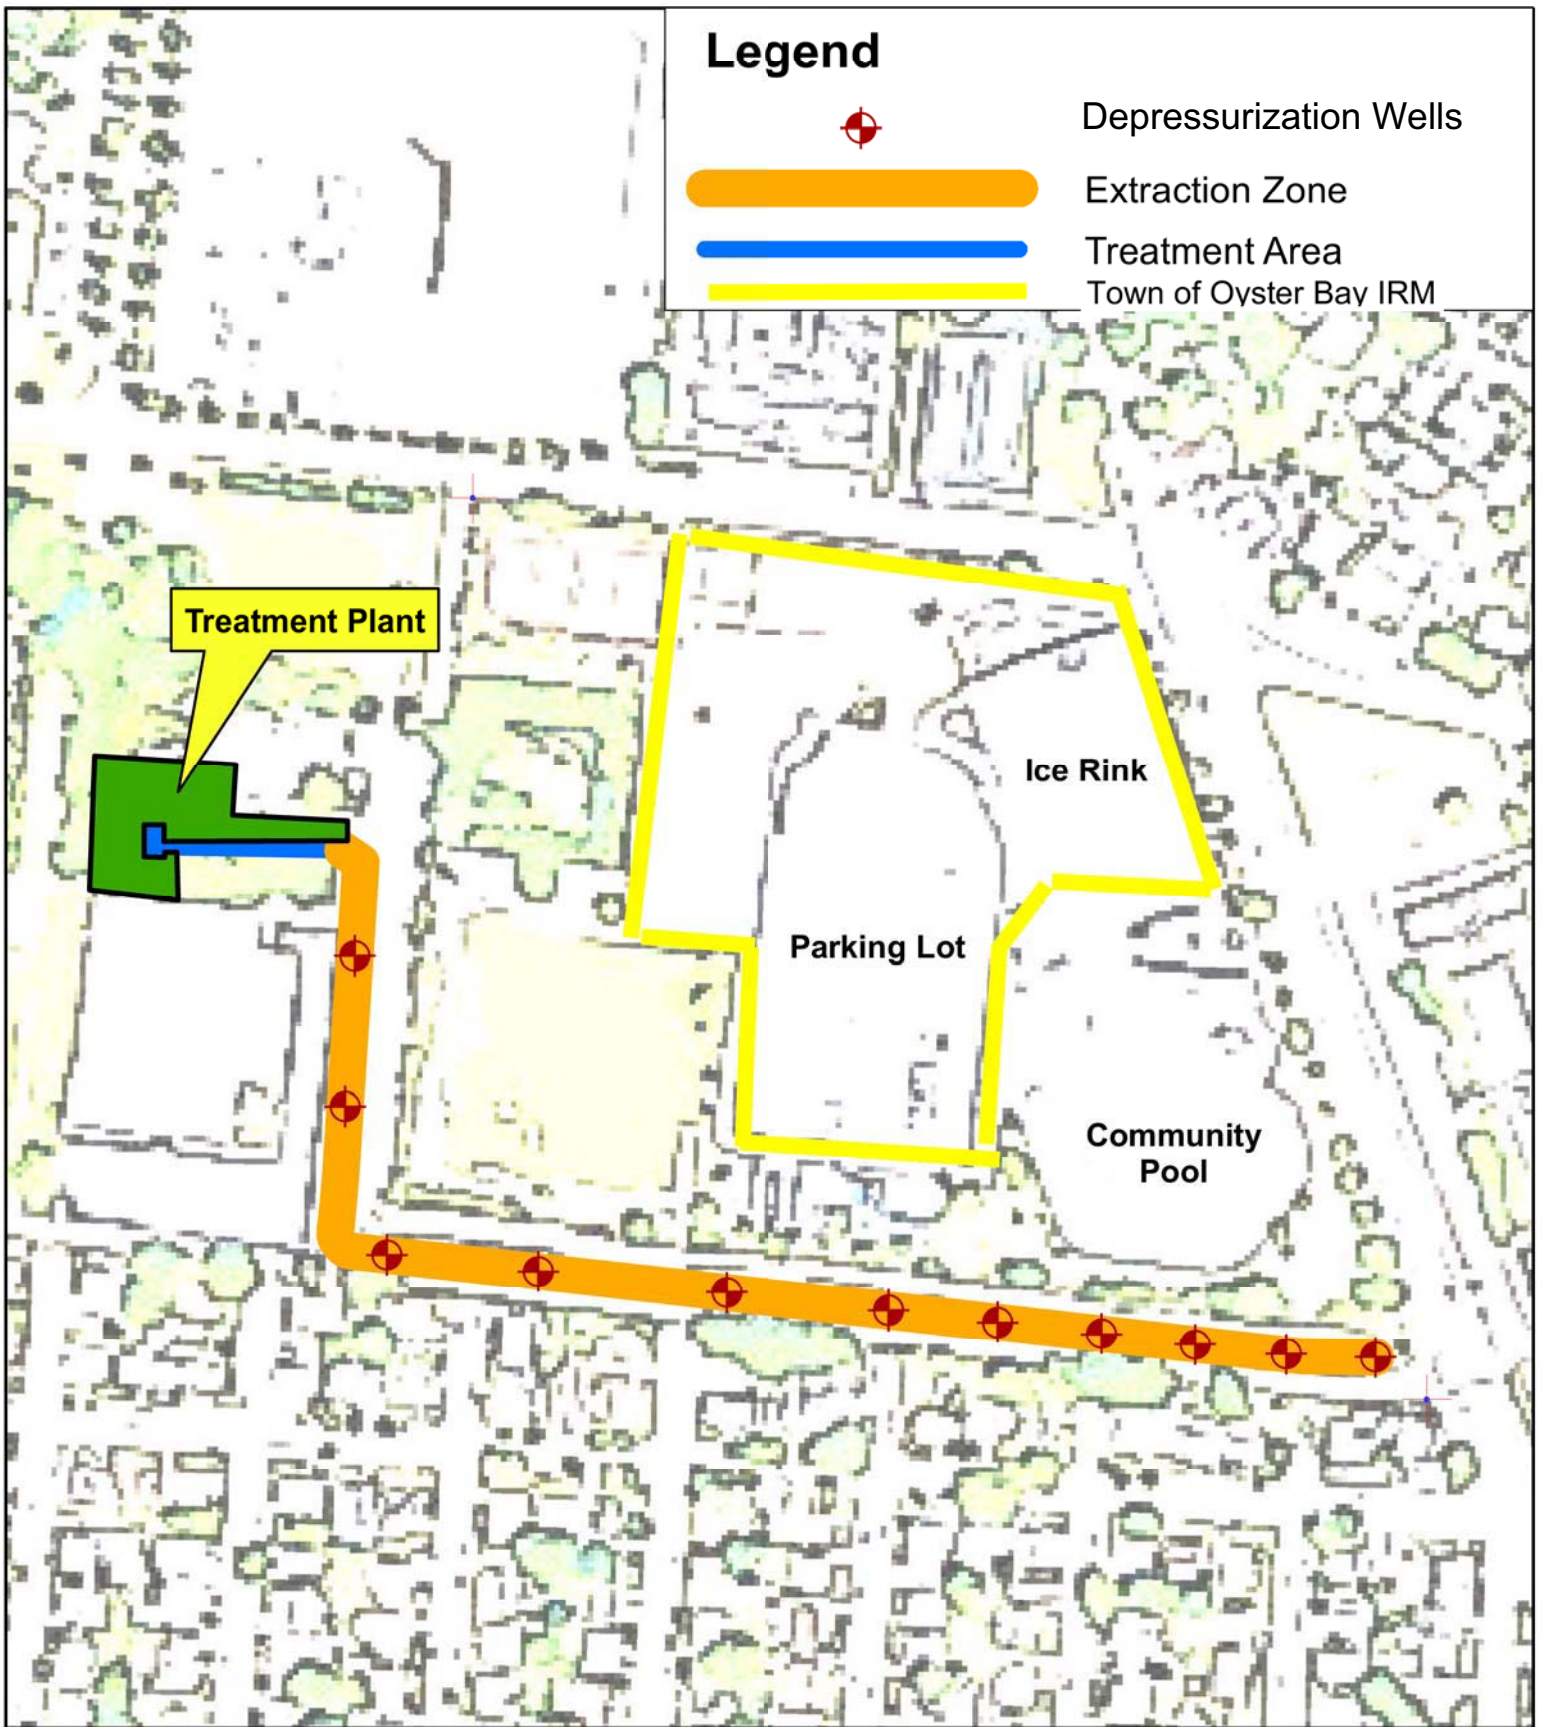 Legend
Depressurization Wells
Extraction Zone
Treatment Area
Town of Oyster Bay IRM
Treatment Plant
Ice Rink
Parking Lot
Community
Pool